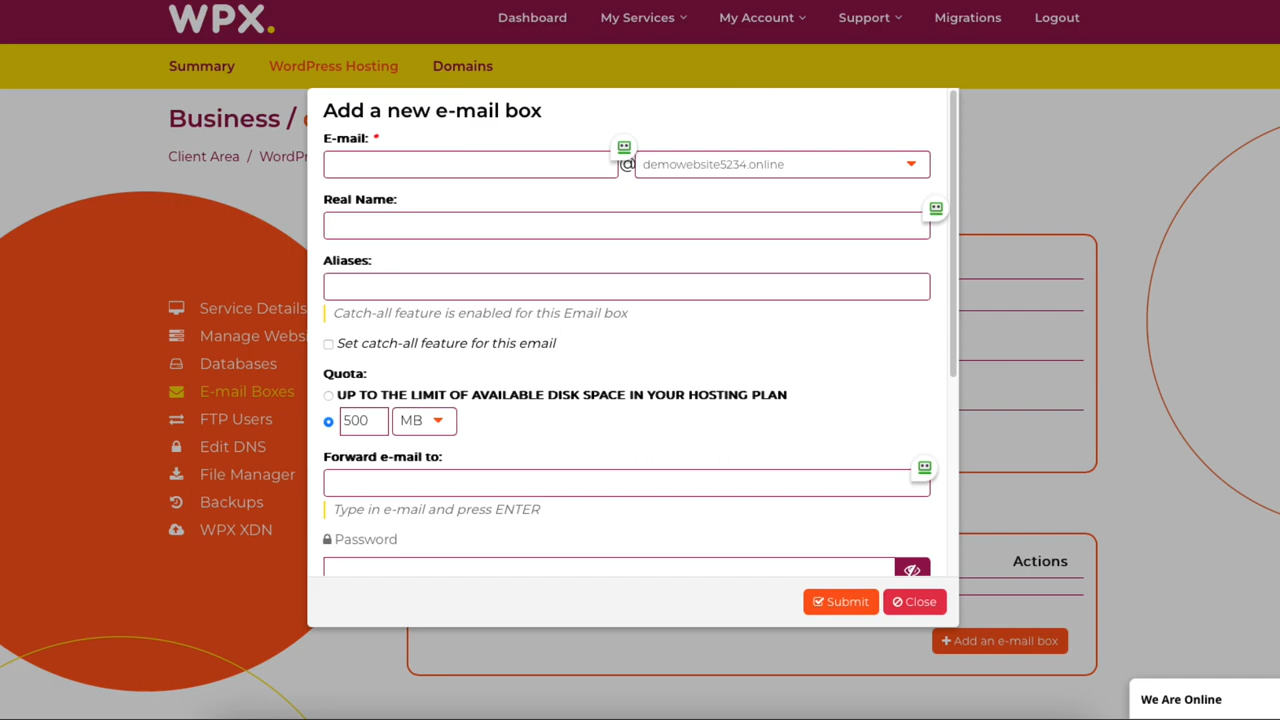 WPX.
Dashboard
My Services
My Account
Support
Migrations
Logout
Summary
WordPress Hosting
Domains
Business /
Client Area / WordPr
Service Details
Manage Websi
Databases
E-mail Boxes
FTP Users
Edit DNS
File Manager
Backups
WPX XDN
Add a new e-mail box
E-mail: *
@
demowebsite5234.online
Real Name:
Aliases:
Catch-all feature is enabled for this Email box
Set catch-all feature for this email
Quota:
UP TO THE LIMIT OF AVAILABLE DISK SPACE IN YOUR HOSTING PLAN
500 MB
Forward e-mail to:
Type in e-mail and press ENTER
Password
Submit
Close
Actions
+ Add an e-mail box
We Are Online